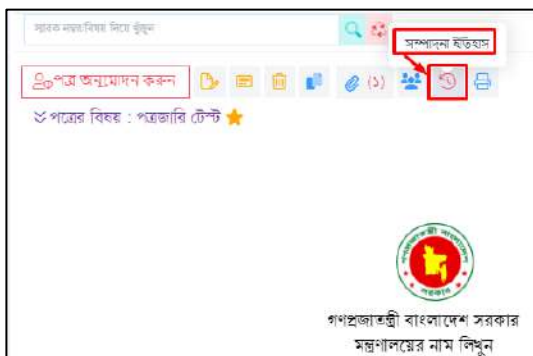 স্মারক নম্বর/বিষয় দিয়ে খুঁজুন
সম্পাদনা ইতিহাস
পত্র অনুমোদন করুন (১)
পত্রের বিষয় : পত্রজারি টেস্ট
গণপ্রজাতন্ত্রী বাংলাদেশ সরকার
মন্ত্রণালয়ের নাম লিখুন